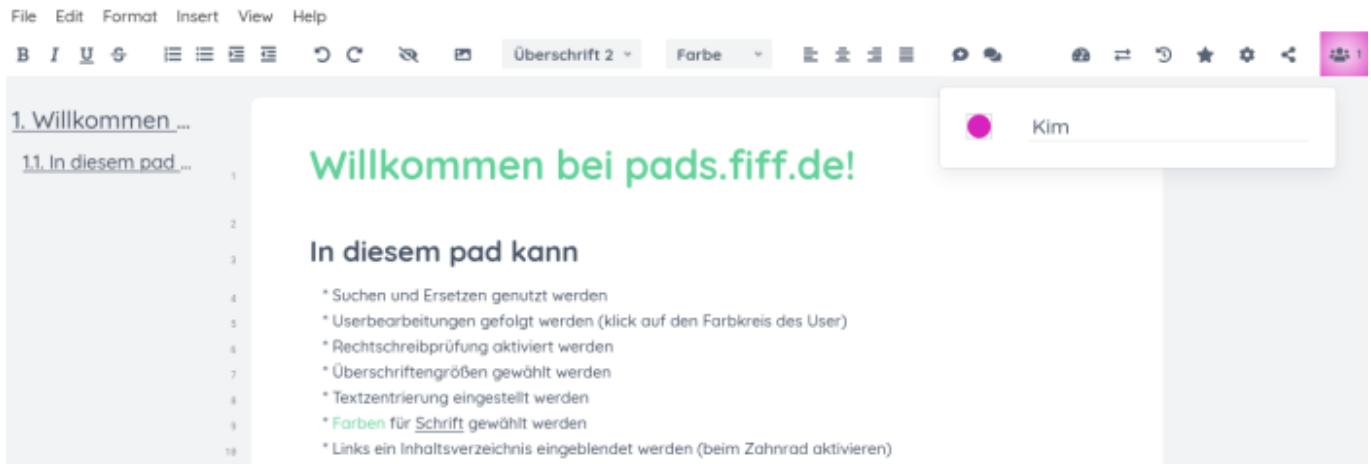 File Edit Format Insert View Help
B I U S Überschrift 2 Farbe 1
Kim
1. Willkommen ...
1.1. In diesem pad ...
1 Willkommen bei pads.fiff.de!
2
3 In diesem pad kann
4 * Suchen und Ersetzen genutzt werden
5 * Userbearbeitungen gefolgt werden (klick auf den Farbkreis des User)
6 * Rechtschreibprüfung aktiviert werden
7 * Überschriftengrößen gewählt werden
8 * Textzentrierung eingestellt werden
9 * Farben für Schrift gewählt werden
10 * Links ein Inhaltsverzeichnis eingeblendet werden (beim Zahnrad aktivieren)